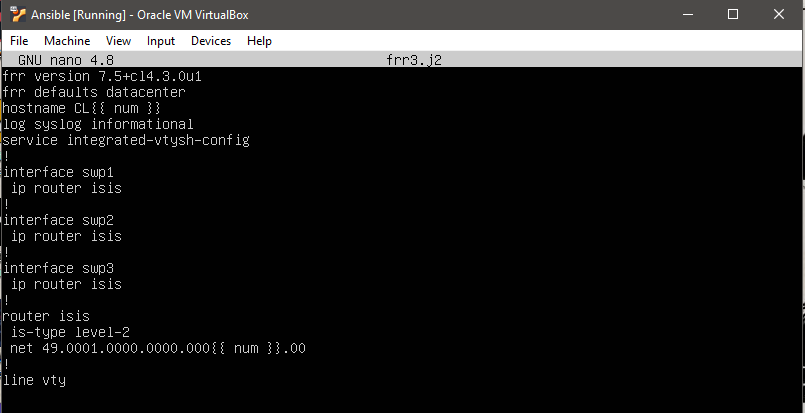 Ansible [Running] - Oracle VM VirtualBox
File Machine View Input Devices Help
GNU nano 4.8 frr3.j2
frr version 7.5+cl4.3.0u1
frr defaults datacenter
hostname CL{{ num }}
log syslog informational
service integrated-vtysh-config
!
interface swp1
 ip router isis
!
interface swp2
 ip router isis
!
interface swp3
 ip router isis
!
router isis
 is-type level-2
 net 49.0001.0000.0000.000{{ num }}.00
!
line vty